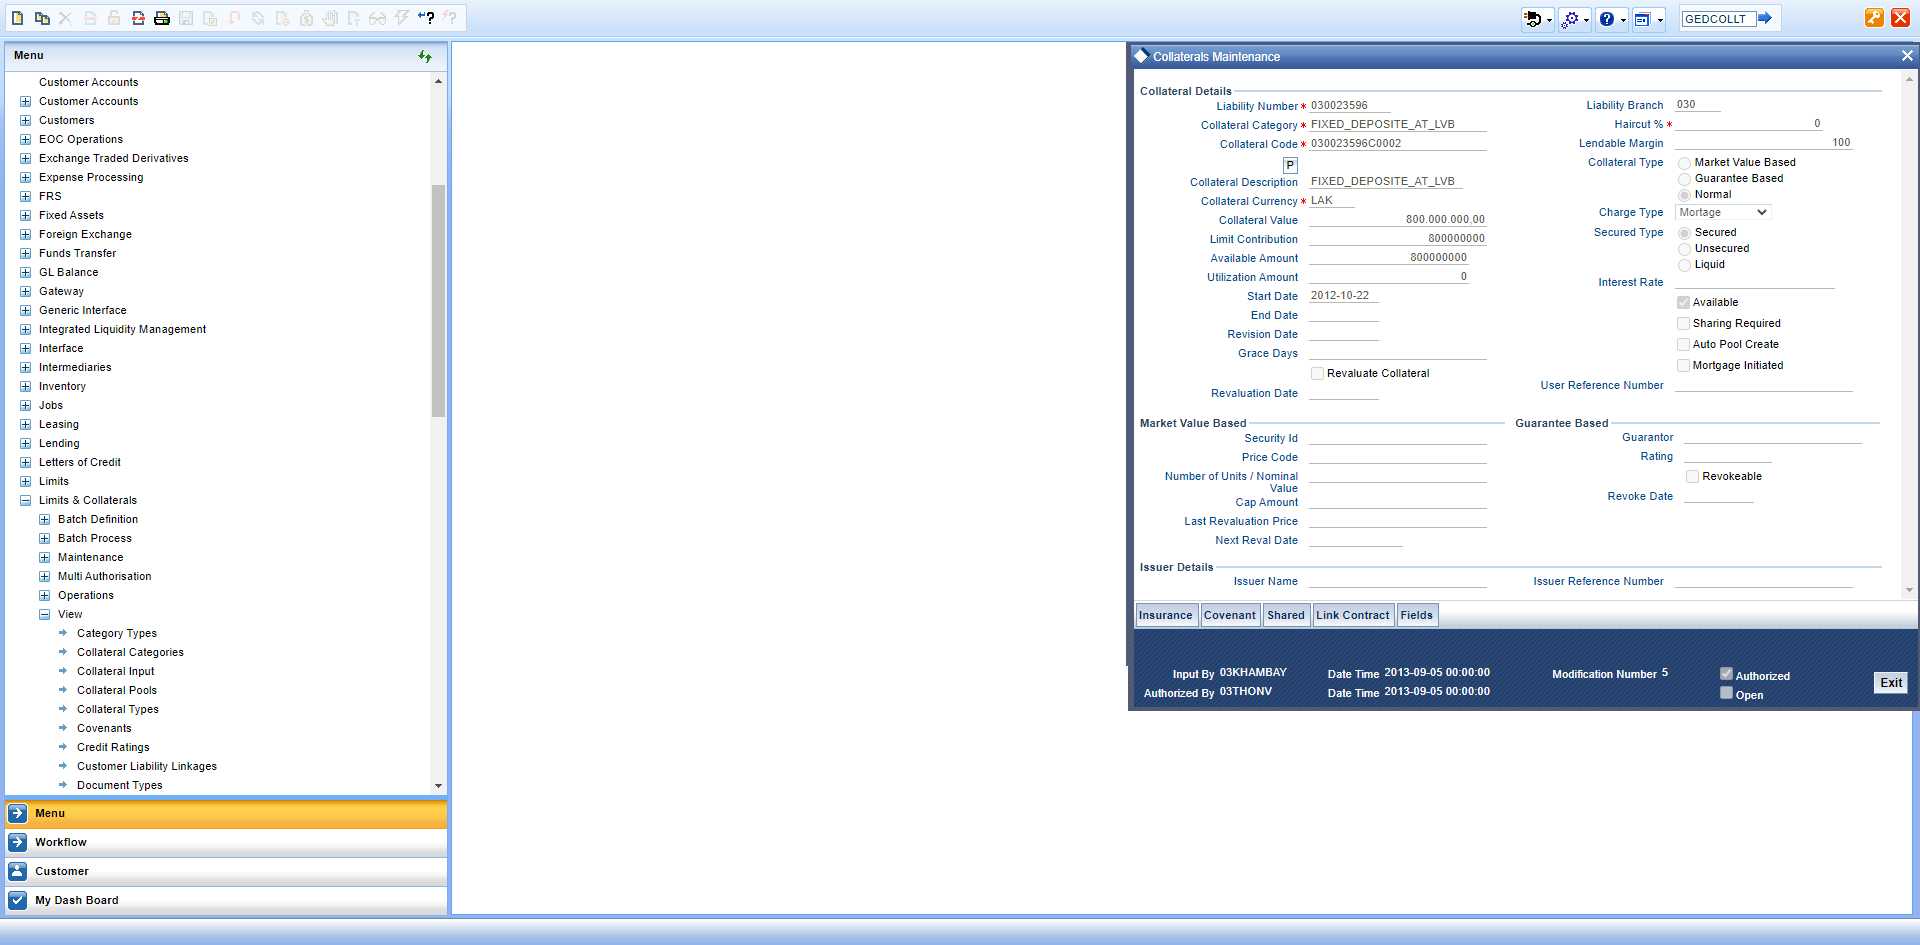 GEDCOLLT
Menu
Customer Accounts
Customer Accounts
Customers
EOC Operations
Exchange Traded Derivatives
Expense Processing
FRS
Fixed Assets
Foreign Exchange
Funds Transfer
GL Balance
Gateway
Generic Interface
Integrated Liquidity Management
Interface
Intermediaries
Inventory
Jobs
Leasing
Lending
Letters of Credit
Limits
Limits & Collaterals
Batch Definition
Batch Process
Maintenance
Multi Authorisation
Operations
View
Category Types
Collateral Categories
Collateral Input
Collateral Pools
Collateral Types
Covenants
Credit Ratings
Customer Liability Linkages
Document Types
Menu
Workflow
Customer
My Dash Board
Collaterals Maintenance
Collateral Details
Liability Number * 030023596
Collateral Category * FIXED_DEPOSITE_AT_LVB
Collateral Code * 030023596C0002
P
Collateral Description FIXED_DEPOSITE_AT_LVB
Collateral Currency * LAK
Collateral Value 800.000.000,00
Limit Contribution 800000000
Available Amount 800000000
Utilization Amount 0
Start Date 2012-10-22
End Date
Revision Date
Grace Days
Revaluate Collateral
Revaluation Date
Liability Branch 030
Haircut % * 0
Lendable Margin 100
Collateral Type Market Value Based
Guarantee Based
Normal
Charge Type Mortage
Secured Type Secured
Unsecured
Liquid
Interest Rate
Available
Sharing Required
Auto Pool Create
Mortgage Initiated
User Reference Number
Market Value Based
Security Id
Price Code
Number of Units / Nominal
Value
Cap Amount
Last Revaluation Price
Next Reval Date
Guarantee Based
Guarantor
Rating
Revokeable
Revoke Date
Issuer Details
Issuer Name
Issuer Reference Number
Insurance Covenant Shared Link Contract Fields
Input By 03KHAMBAY Date Time 2013-09-05 00:00:00 Modification Number 5 Authorized
Authorized By 03THONV Date Time 2013-09-05 00:00:00 Open
Exit